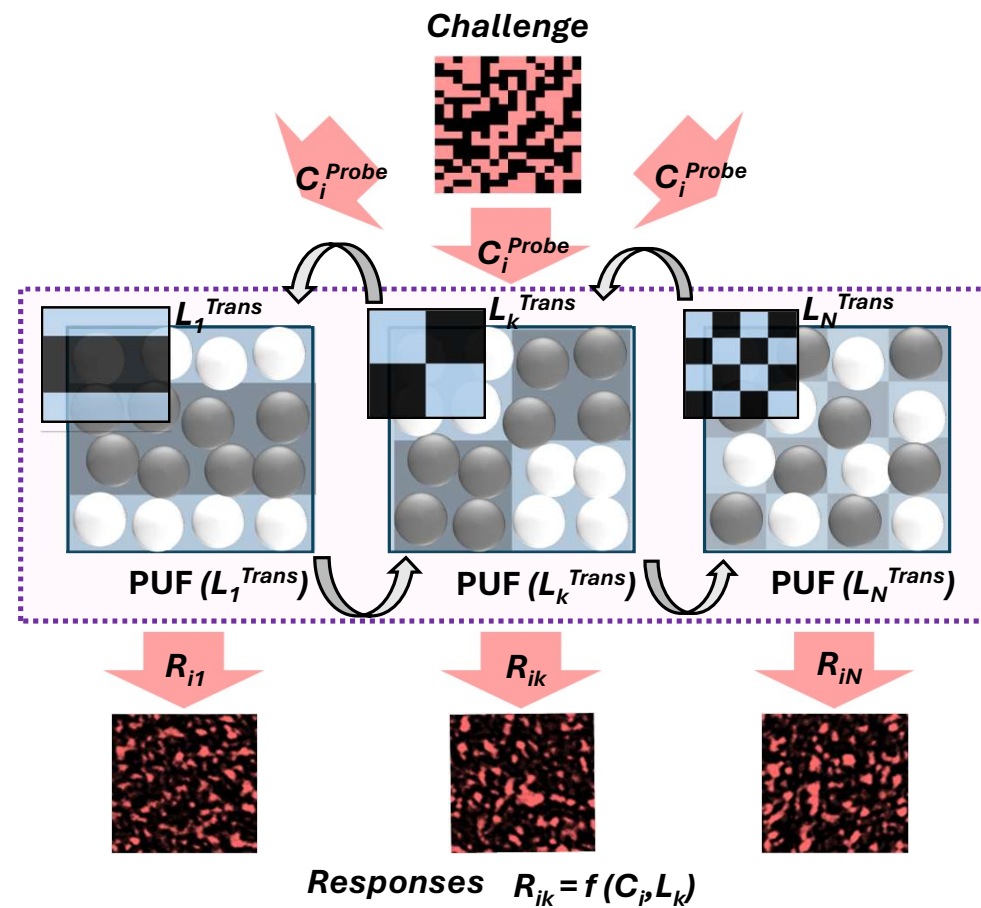 Challenge
C_i^Probe C_i^Probe
C_i^Probe
L_1^Trans L_k^Trans L_N^Trans
PUF (L_1^Trans) PUF (L_k^Trans) PUF (L_N^Trans)
R_i1 R_ik R_iN
Responses R_ik = f (C_i, L_k)